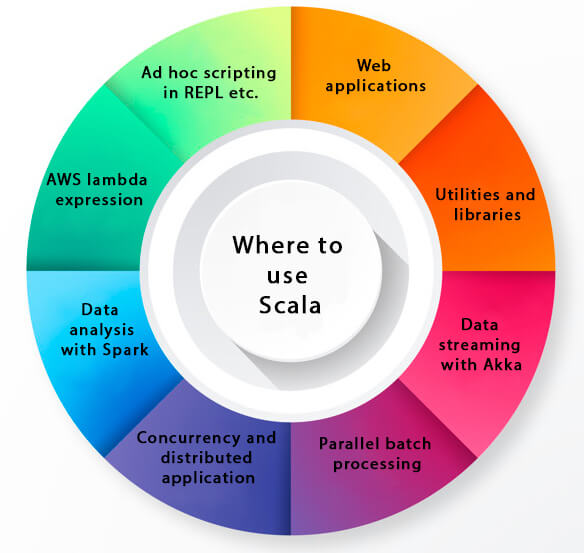 Where to
use
Scala
Web
applications
Utilities and
libraries
Data
streaming
with Akka
Parallel batch
processing
Concurrency and
distributed
application
Data
analysis
with Spark
AWS lambda
expression
Ad hoc scripting
in REPL etc.